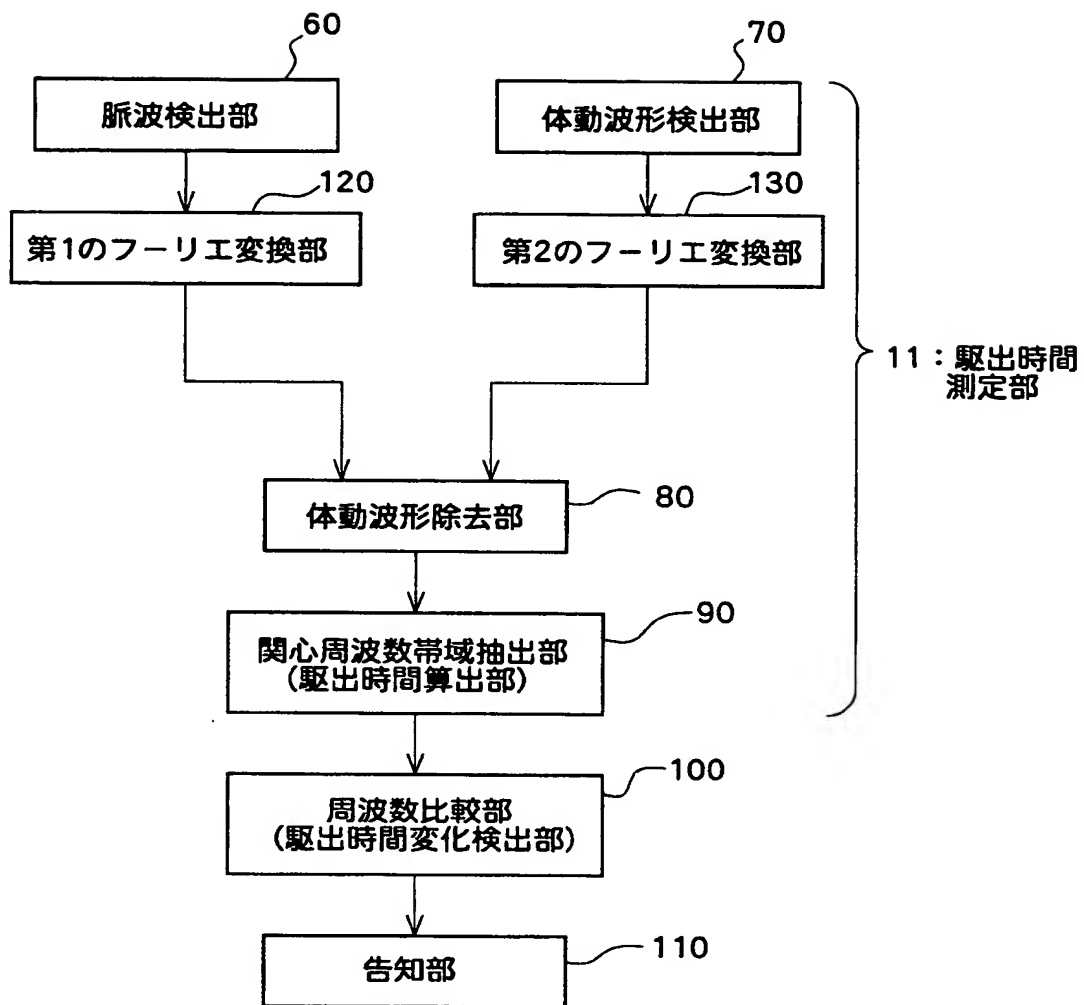 60
70
脈波検出部
体動波形検出部
120
130
第1のフーリエ変換部
第2のフーリエ変換部
11:駆出時間
測定部
80
体動波形除去部
90
関心周波数帯域抽出部
(駆出時間算出部)
100
周波数比較部
(駆出時間変化検出部)
110
告知部